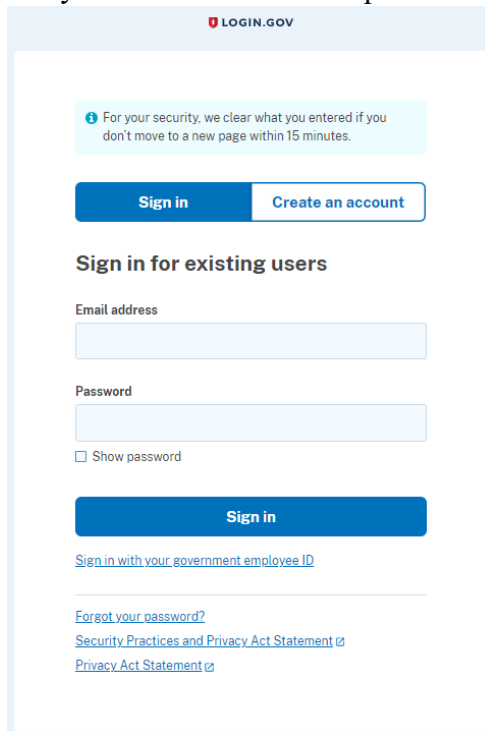 LOGIN.GOV
For your security, we clear what you entered if you
don't move to a new page within 15 minutes.
Sign in
Create an account
Sign in for existing users
Email address
Password
Show password
Sign in
Sign in with your government employee ID
Forgot your password?
Security Practices and Privacy Act Statement
Privacy Act Statement